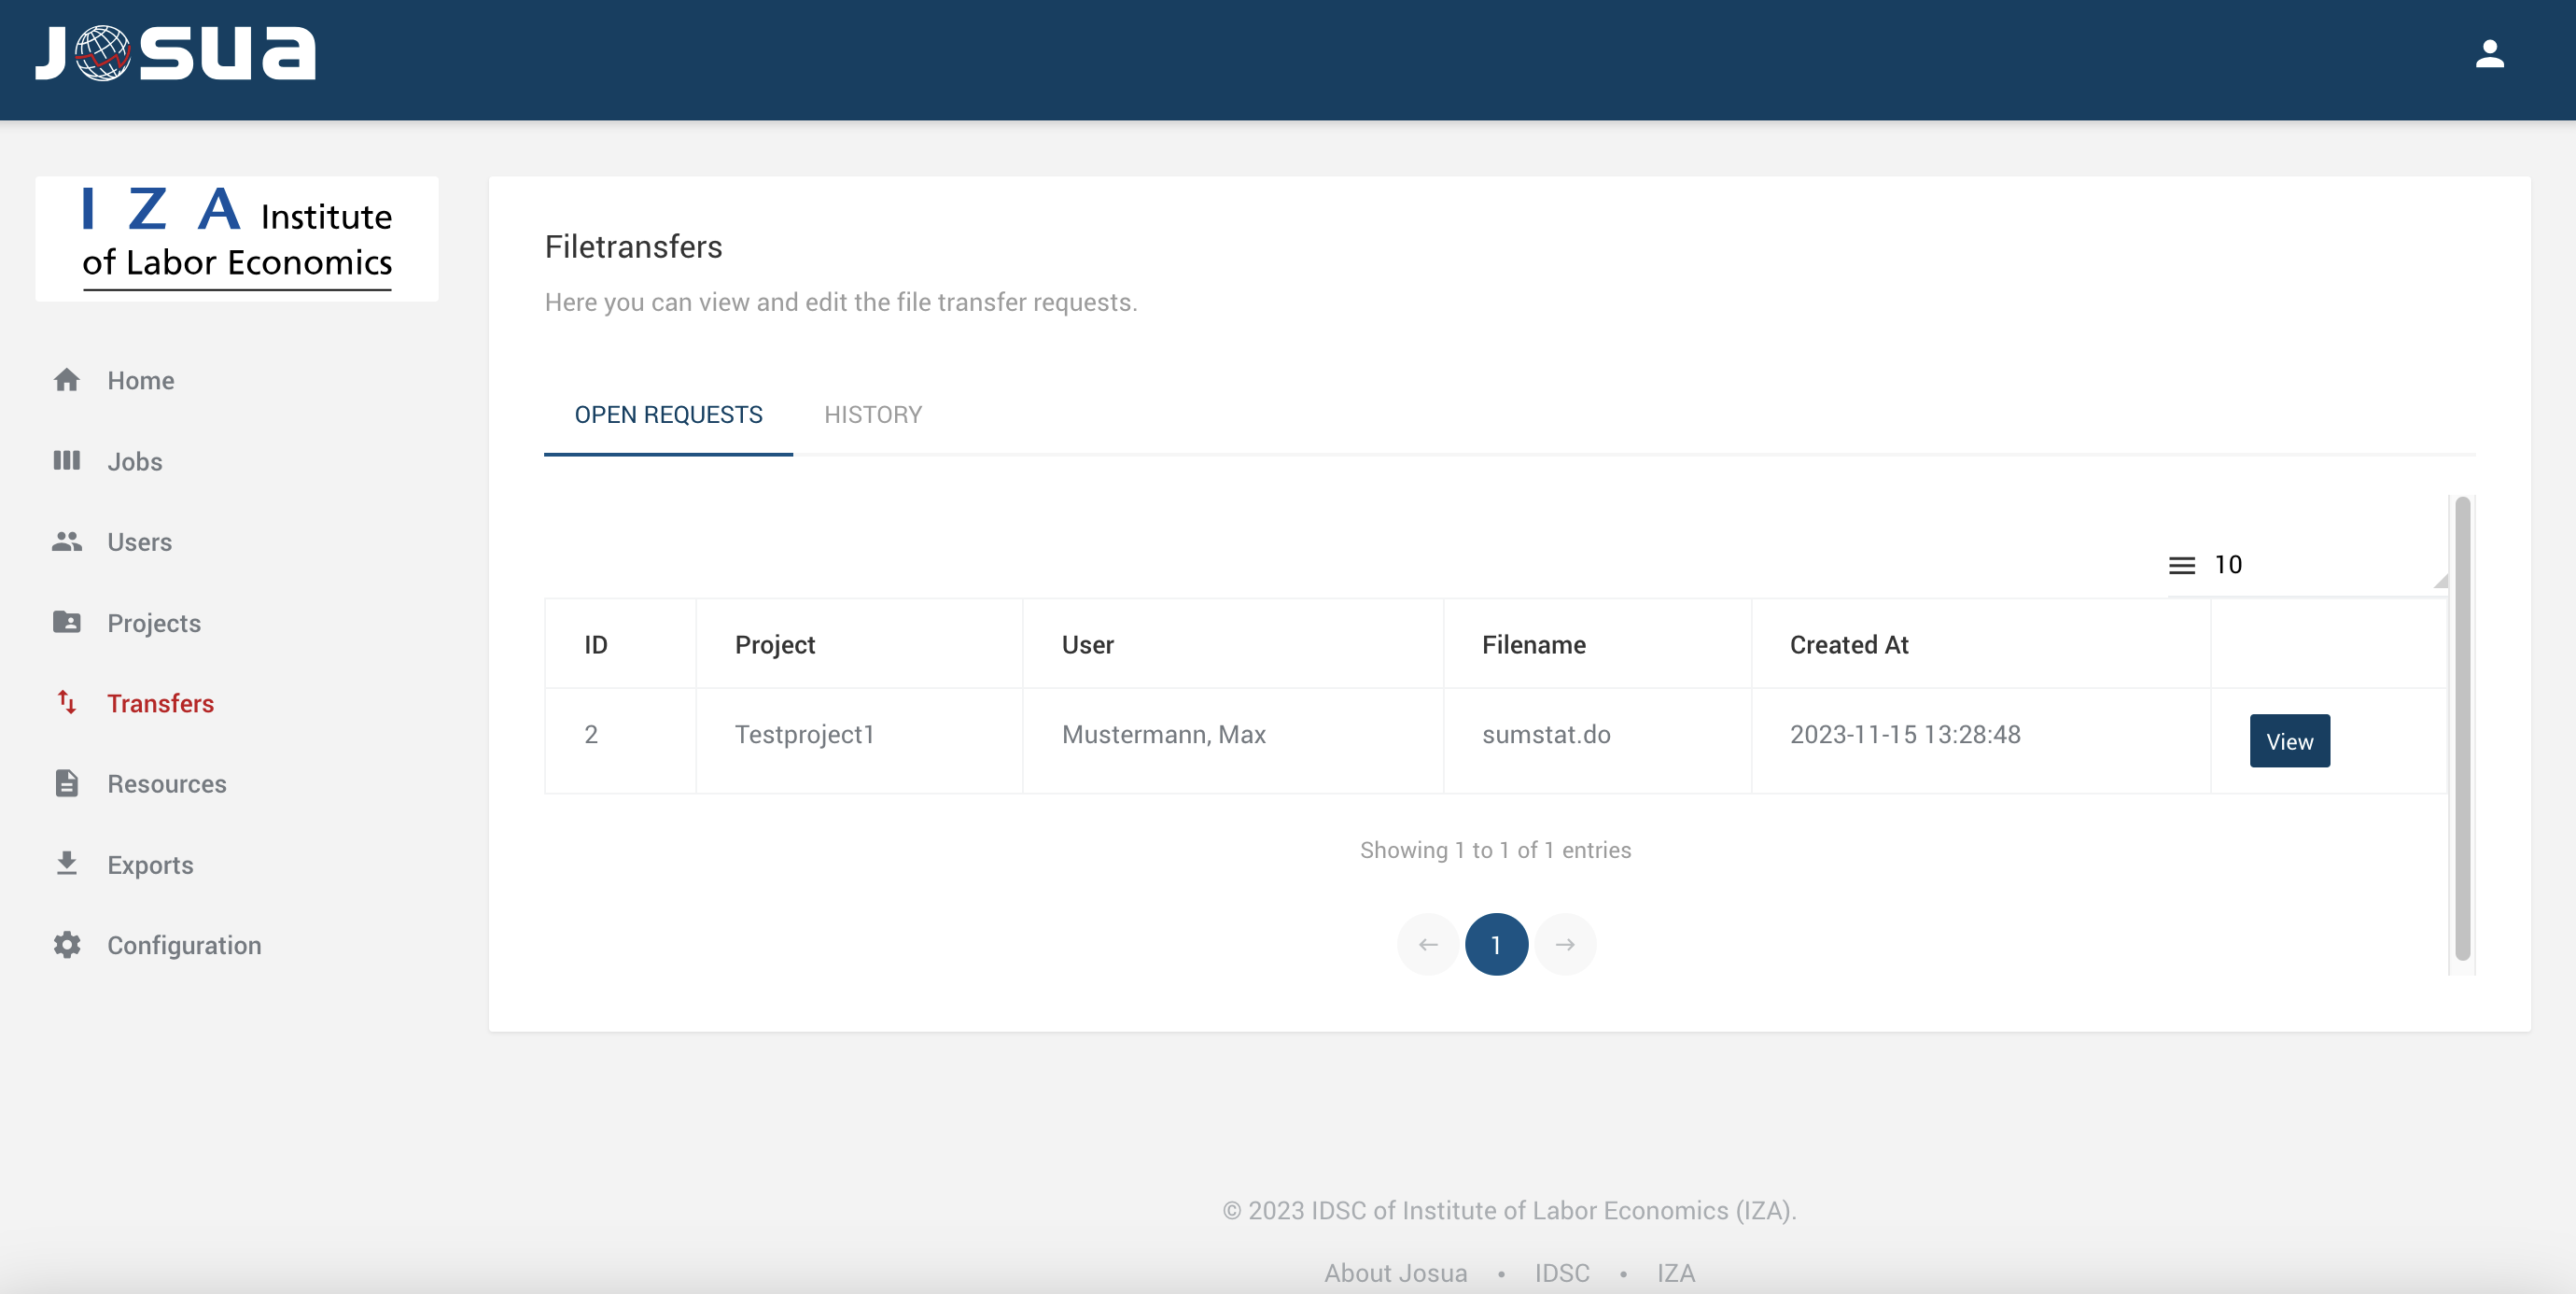 JOSUA
I Z A Institute
of Labor Economics
Home
Jobs
Users
Projects
Transfers
Resources
Exports
Configuration
Filetransfers
Here you can view and edit the file transfer requests.
OPEN REQUESTS HISTORY
10
ID Project User Filename Created At
2 Testproject1 Mustermann, Max sumstat.do 2023-11-15 13:28:48 View
Showing 1 to 1 of 1 entries
← 1 →
© 2023 IDSC of Institute of Labor Economics (IZA).
About Josua • IDSC • IZA